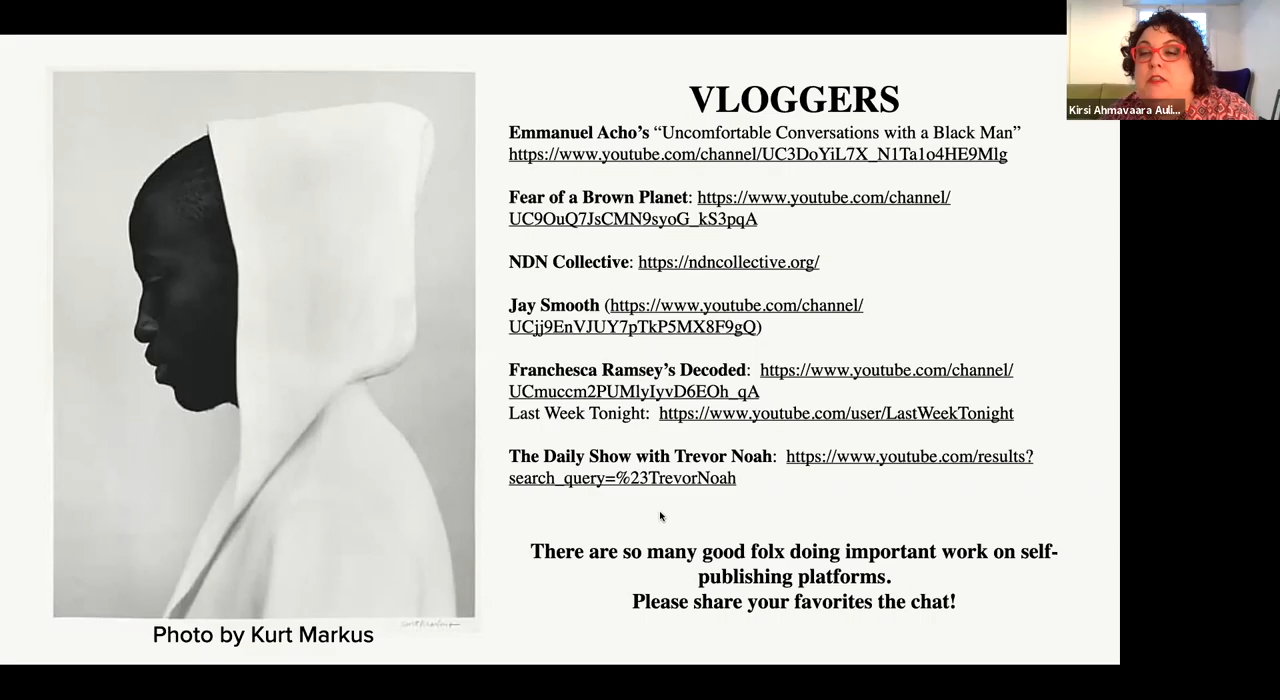 Kirsi Ahmavaara Auli...
VLOGGERS
Emmanuel Acho’s “Uncomfortable Conversations with a Black Man”
https://www.youtube.com/channel/UC3DoYiL7X_N1Ta1o4HE9Mlg
Fear of a Brown Planet: https://www.youtube.com/channel/
UC9OuQ7JsCMN9syoG_kS3pqA
NDN Collective: https://ndncollective.org/
Jay Smooth (https://www.youtube.com/channel/
UCjj9EnVJUY7pTkP5MX8F9gQ)
Franchesca Ramsey’s Decoded: https://www.youtube.com/channel/
UCmuccm2PUMlyIyvD6EOh_qA
Last Week Tonight: https://www.youtube.com/user/LastWeekTonight
The Daily Show with Trevor Noah: https://www.youtube.com/results?
search_query=%23TrevorNoah
There are so many good folx doing important work on self-
publishing platforms.
Please share your favorites the chat!
Photo by Kurt Markus